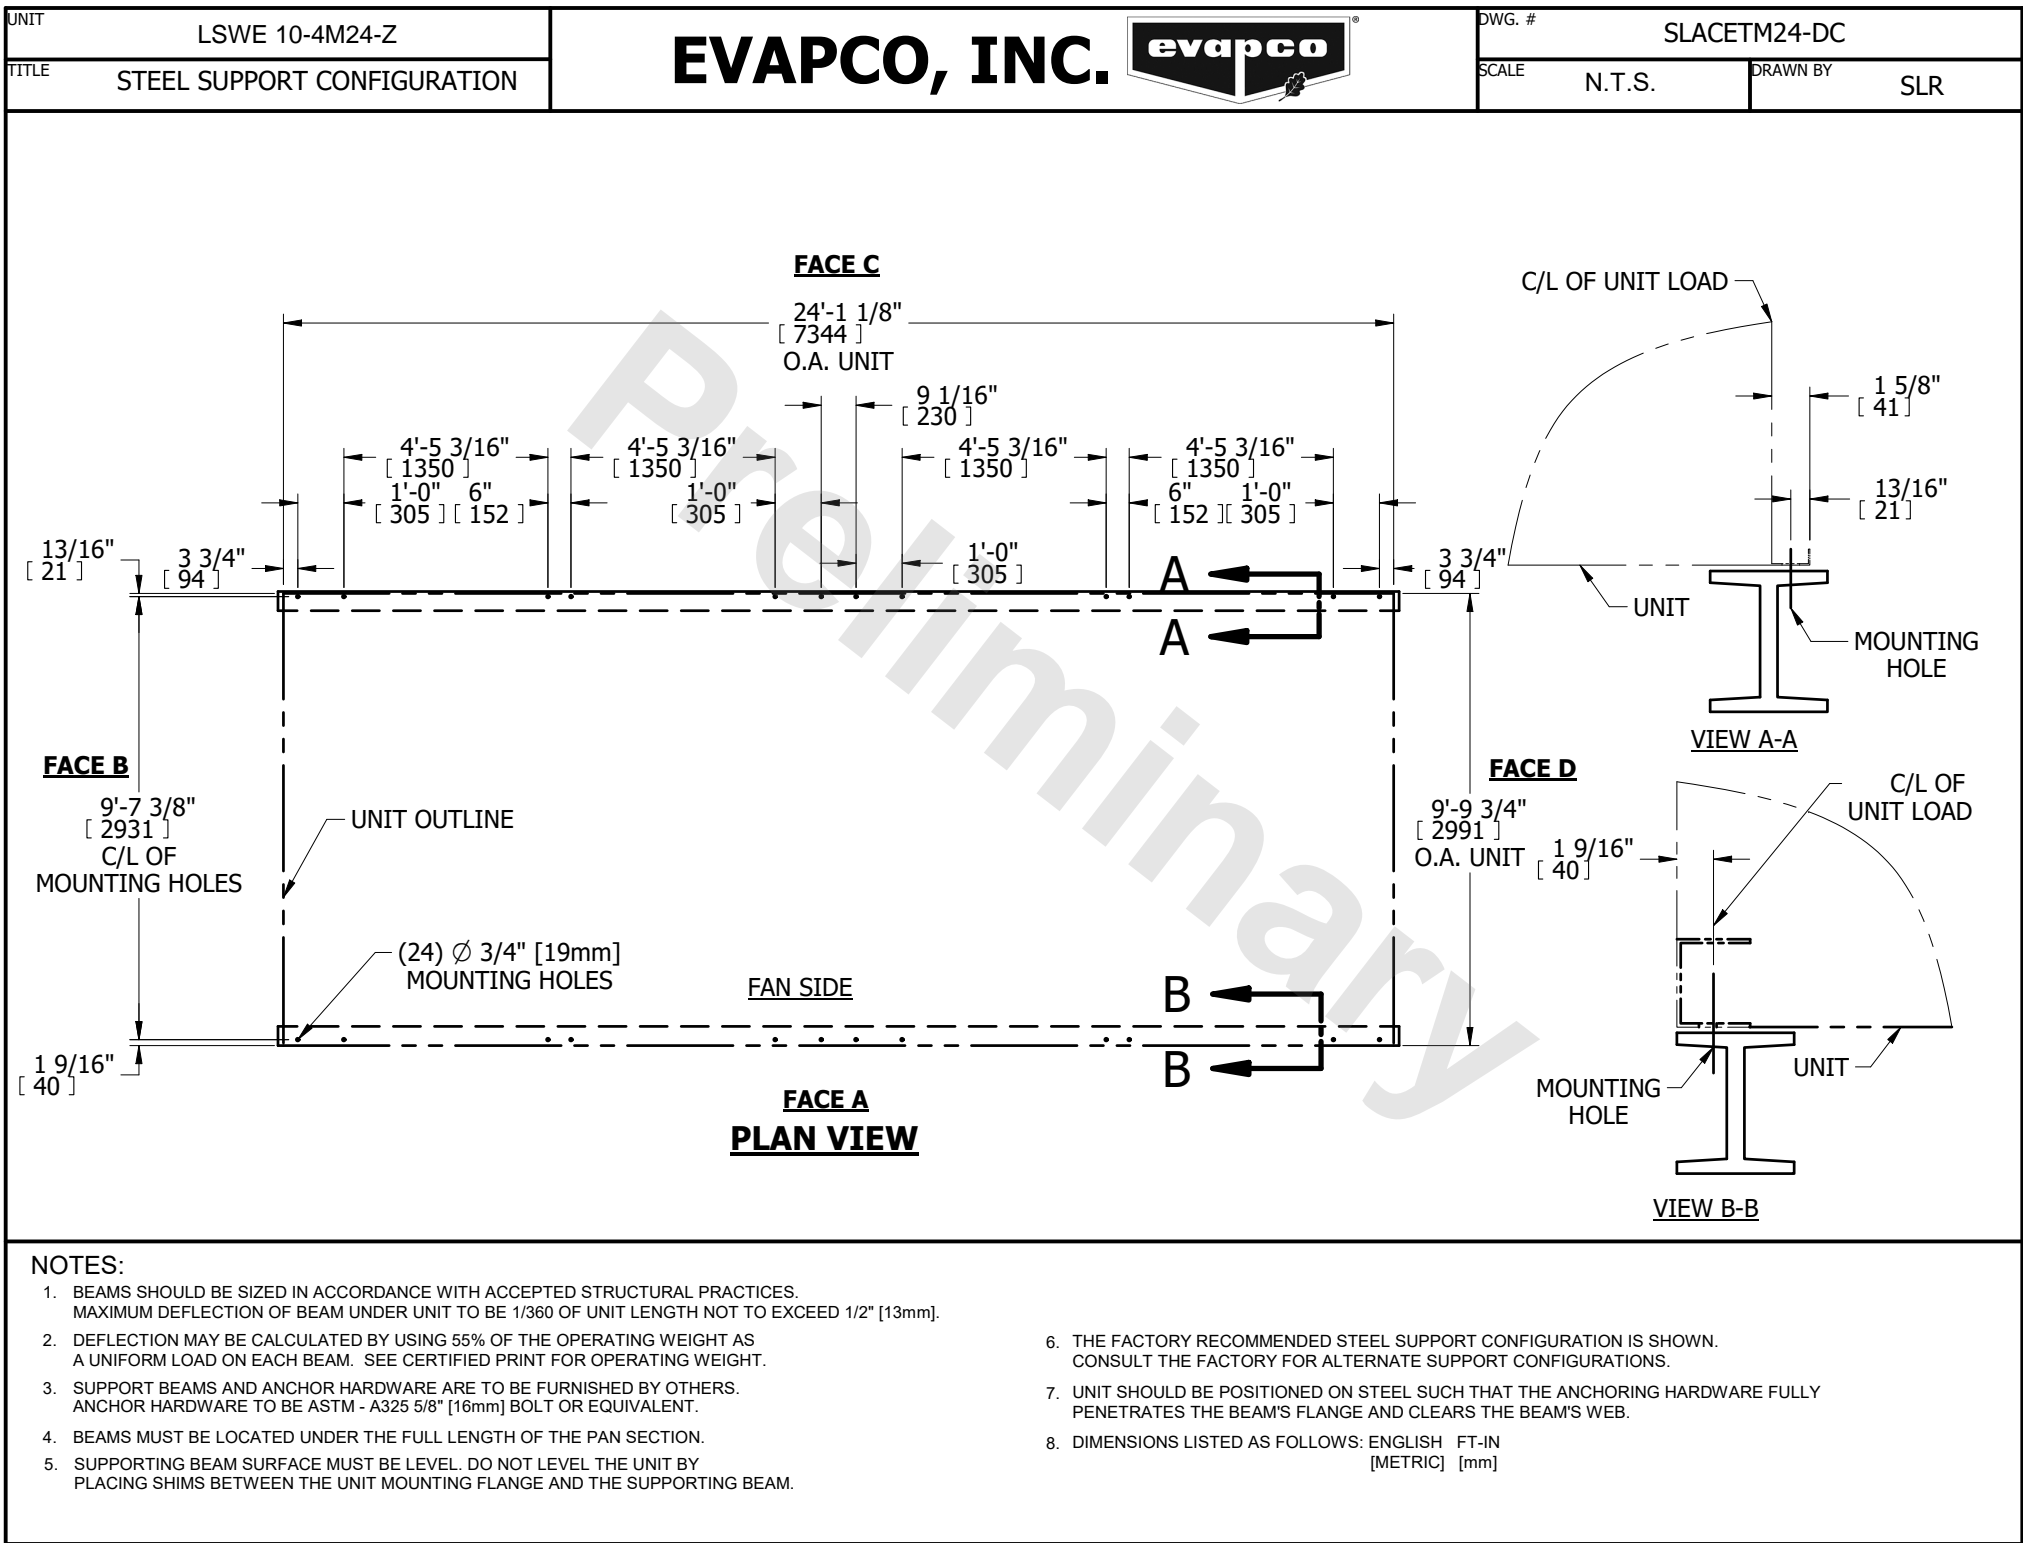 UNIT
LSWE 10-4M24-Z
TITLE
STEEL SUPPORT CONFIGURATION
EVAPCO, INC.
evapco
®
DWG. #
SLACETM24-DC
SCALE
N.T.S.
DRAWN BY
SLR
FACE C
24'-1 1/8"
[ 7344 ]
O.A. UNIT
9 1/16"
[ 230 ]
4'-5 3/16"
[ 1350 ]
4'-5 3/16"
[ 1350 ]
4'-5 3/16"
[ 1350 ]
4'-5 3/16"
[ 1350 ]
1'-0"
[ 305 ]
6"
[ 152 ]
1'-0"
[ 305 ]
6"
[ 152 ]
1'-0"
[ 305 ]
13/16"
[ 21 ]
3 3/4"
[ 94 ]
1'-0"
[ 305 ]
3 3/4"
[ 94 ]
A
A
FACE B
9'-7 3/8"
[ 2931 ]
C/L OF
MOUNTING HOLES
UNIT OUTLINE
FACE D
9'-9 3/4"
[ 2991 ]
O.A. UNIT
(24) Ø 3/4" [19mm]
MOUNTING HOLES
FAN SIDE
B
B
1 9/16"
[ 40 ]
FACE A
PLAN VIEW
Preliminary
C/L OF UNIT LOAD
1 5/8"
[ 41 ]
13/16"
[ 21 ]
UNIT
MOUNTING
HOLE
VIEW A-A
C/L OF
UNIT LOAD
1 9/16"
[ 40 ]
UNIT
MOUNTING
HOLE
VIEW B-B
NOTES:
1. BEAMS SHOULD BE SIZED IN ACCORDANCE WITH ACCEPTED STRUCTURAL PRACTICES.
MAXIMUM DEFLECTION OF BEAM UNDER UNIT TO BE 1/360 OF UNIT LENGTH NOT TO EXCEED 1/2" [13mm].
2. DEFLECTION MAY BE CALCULATED BY USING 55% OF THE OPERATING WEIGHT AS
A UNIFORM LOAD ON EACH BEAM. SEE CERTIFIED PRINT FOR OPERATING WEIGHT.
3. SUPPORT BEAMS AND ANCHOR HARDWARE ARE TO BE FURNISHED BY OTHERS.
ANCHOR HARDWARE TO BE ASTM - A325 5/8" [16mm] BOLT OR EQUIVALENT.
4. BEAMS MUST BE LOCATED UNDER THE FULL LENGTH OF THE PAN SECTION.
5. SUPPORTING BEAM SURFACE MUST BE LEVEL. DO NOT LEVEL THE UNIT BY
PLACING SHIMS BETWEEN THE UNIT MOUNTING FLANGE AND THE SUPPORTING BEAM.
6. THE FACTORY RECOMMENDED STEEL SUPPORT CONFIGURATION IS SHOWN.
CONSULT THE FACTORY FOR ALTERNATE SUPPORT CONFIGURATIONS.
7. UNIT SHOULD BE POSITIONED ON STEEL SUCH THAT THE ANCHORING HARDWARE FULLY
PENETRATES THE BEAM'S FLANGE AND CLEARS THE BEAM'S WEB.
8. DIMENSIONS LISTED AS FOLLOWS: ENGLISH FT-IN
[METRIC] [mm]